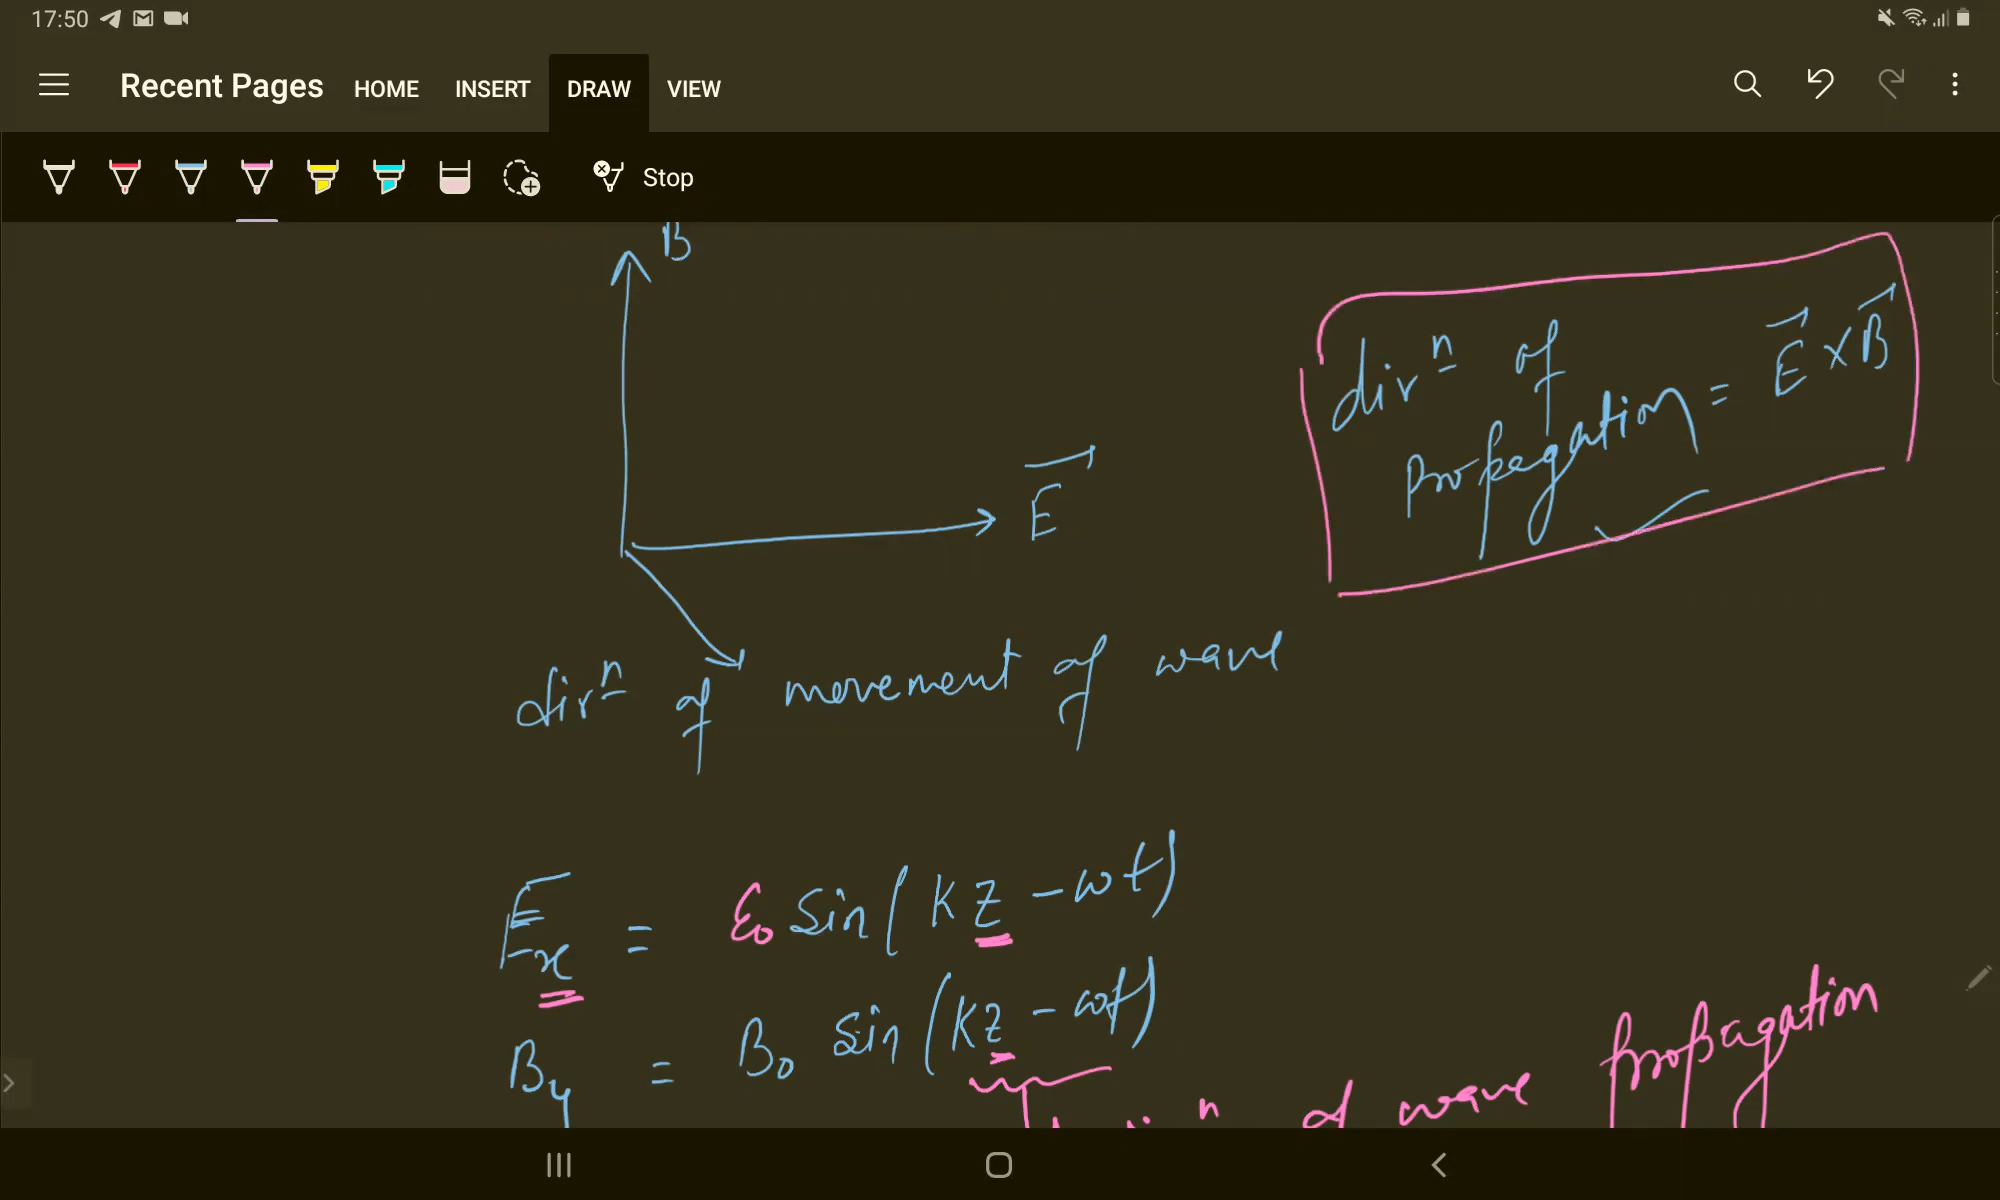 17:50
Recent Pages HOME INSERT DRAW VIEW
Stop
B
E
dirn of
propagation = E × B
dirn of movement of wave
Ex = E0 sin(kz - ωt)
By = B0 sin(kz - ωt)
n of wave propagation